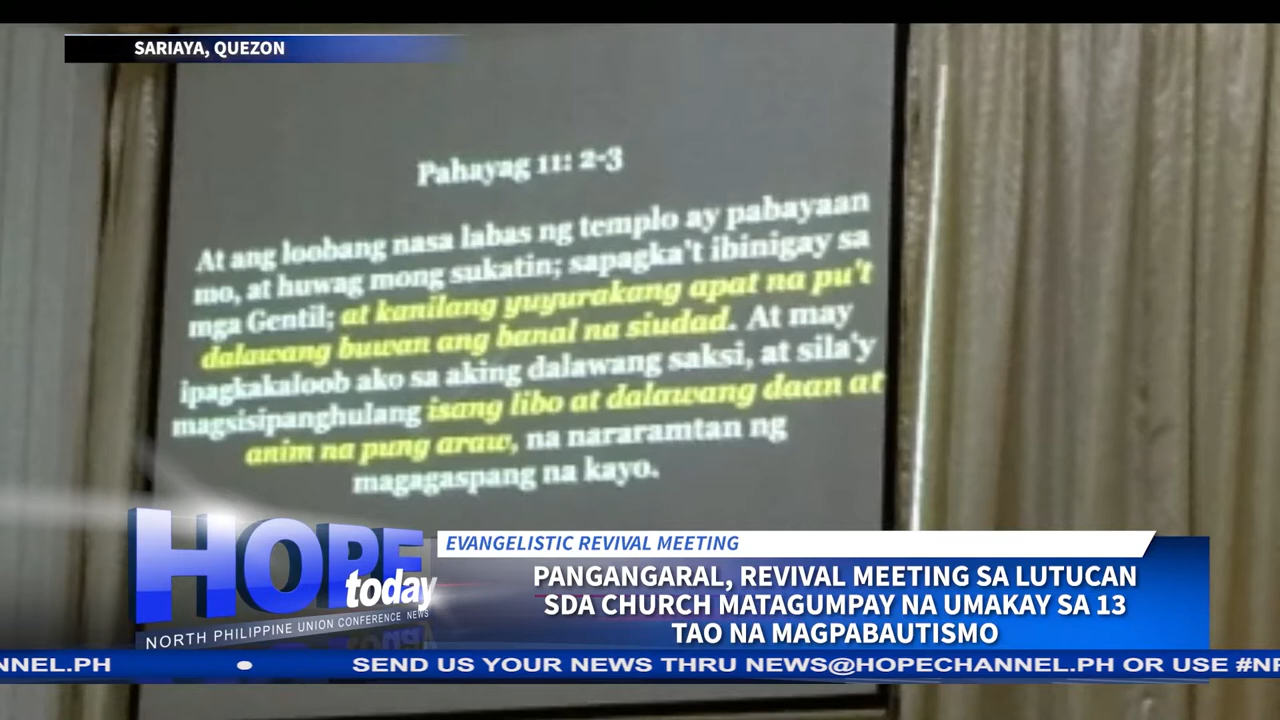 SARIAYA, QUEZON
Pahayag 11: 2-3
At ang loobang nasa labas ng templo ay pabayaan
mo, at huwag mong sukatin; sapagka't ibinigay sa
mga Gentil; at kanilang yuyurakang apat na pu't
dalawang buwan ang banal na siudad. At may
ipagkakaloob ako sa aking dalawang saksi, at sila'y
magsisipanghulang isang libo at dalawang daan at
anim na pung araw, na nararamtan ng
magagaspang na kayo.
HOPE
today
NORTH PHILIPPINE UNION CONFERENCE NEWS
EVANGELISTIC REVIVAL MEETING
PANGANGARAL, REVIVAL MEETING SA LUTUCAN
SDA CHURCH MATAGUMPAY NA UMAKAY SA 13
TAO NA MAGPABAUTISMO
NNEL.PH • SEND US YOUR NEWS THRU NEWS@HOPECHANNEL.PH OR USE #NF